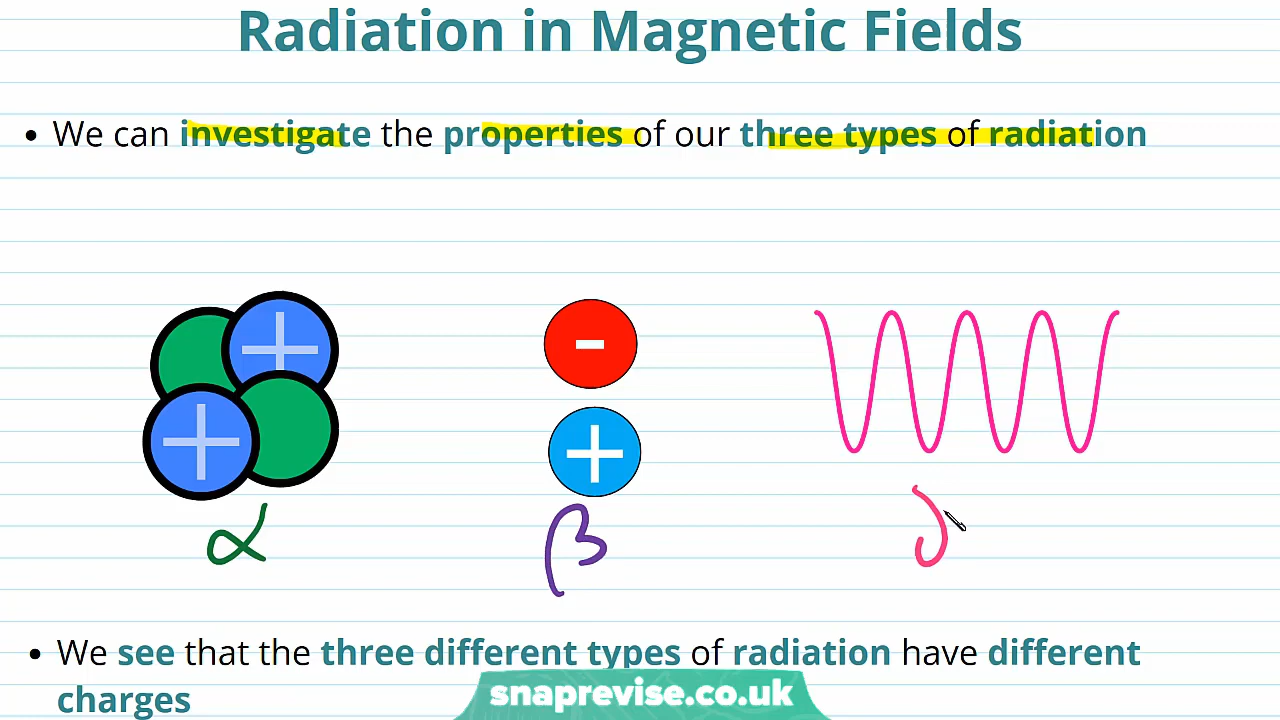 Radiation in Magnetic Fields
• We can investigate the properties of our three types of radiation
+
+
-
+
α β
• We see that the three different types of radiation have different
charges
snaprevise.co.uk